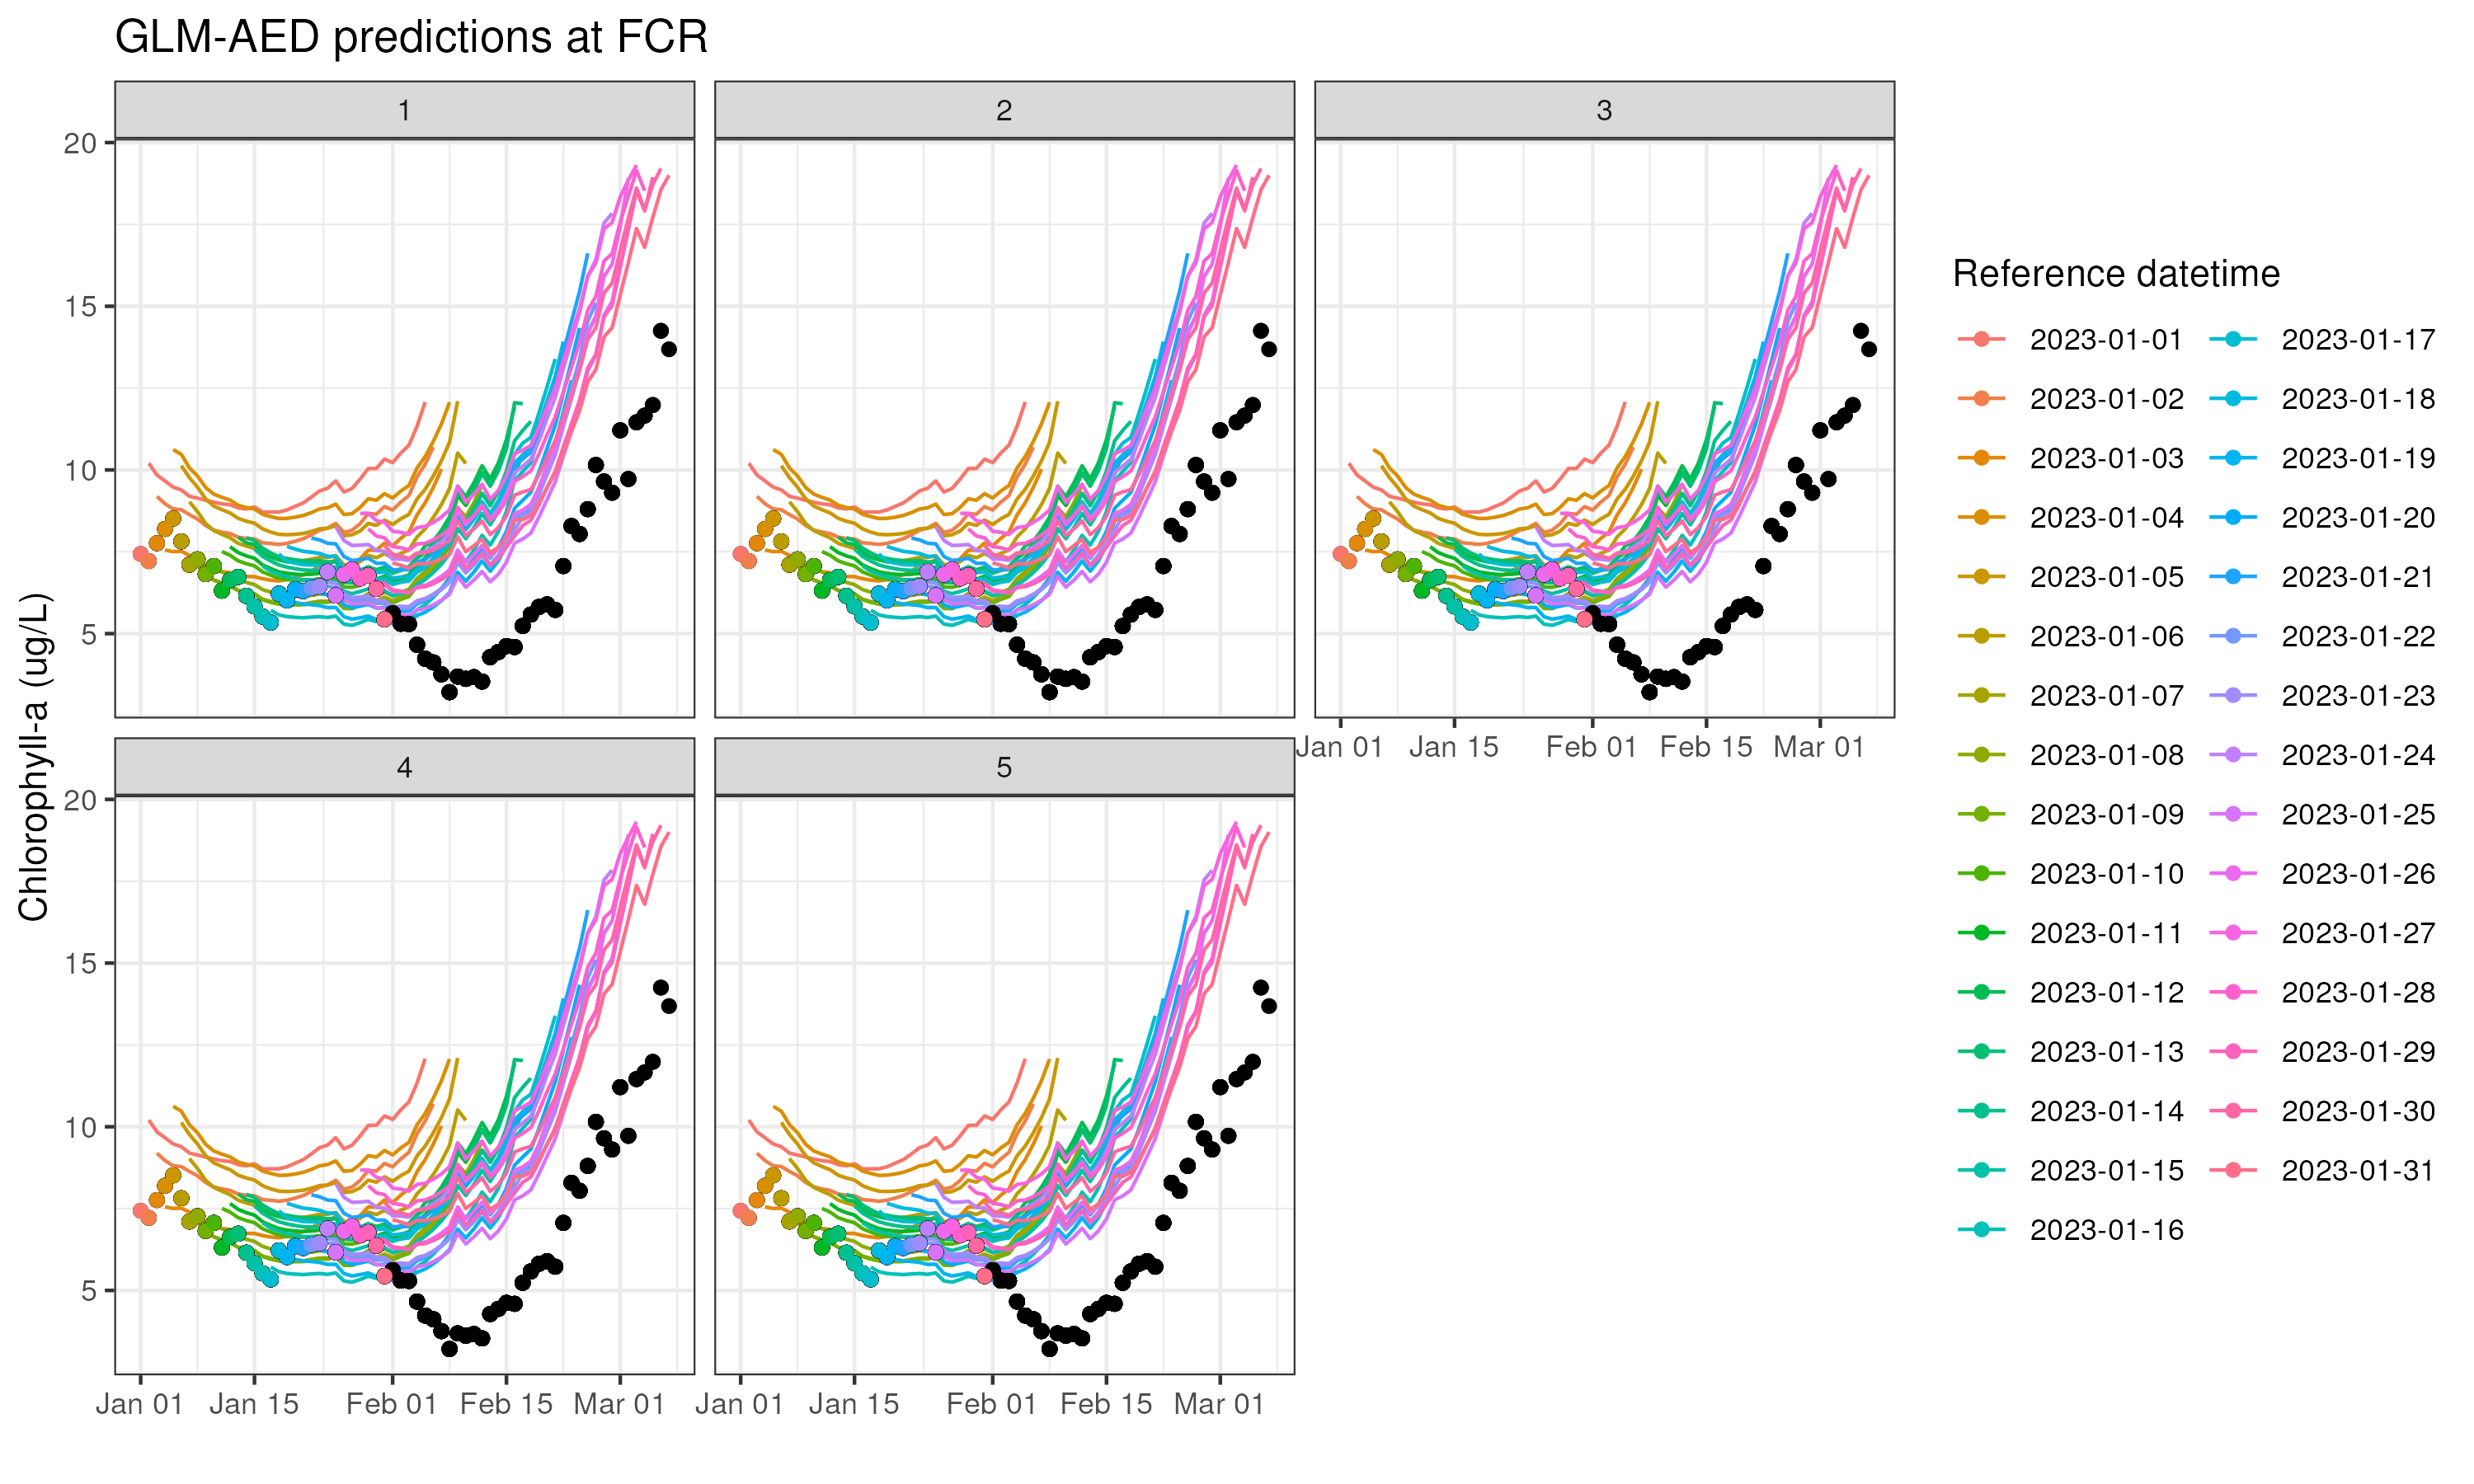 GLM-AED predictions at FCR
1
2
3
20
15
10
5
Jan 01
Jan 15
Feb 01
Feb 15
Mar 01
4
5
20
15
10
5
Jan 01
Jan 15
Feb 01
Feb 15
Mar 01
Jan 01
Jan 15
Feb 01
Feb 15
Mar 01
Chlorophyll-a (ug/L)
Reference datetime
2023-01-01
2023-01-02
2023-01-03
2023-01-04
2023-01-05
2023-01-06
2023-01-07
2023-01-08
2023-01-09
2023-01-10
2023-01-11
2023-01-12
2023-01-13
2023-01-14
2023-01-15
2023-01-16
2023-01-17
2023-01-18
2023-01-19
2023-01-20
2023-01-21
2023-01-22
2023-01-23
2023-01-24
2023-01-25
2023-01-26
2023-01-27
2023-01-28
2023-01-29
2023-01-30
2023-01-31